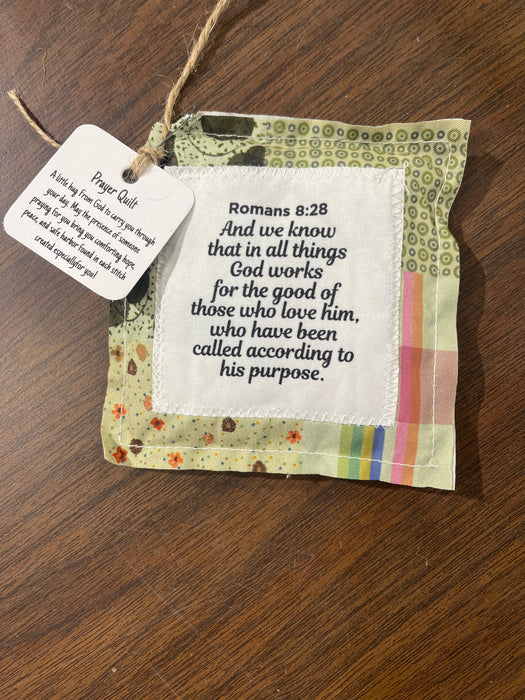 Prayer Quilt
A little hug From God to carry you through
your day. May the presence of someone
praying for you bring you comforting hope,
peace, and safe harbor found in each stitch
created especiallyfor you!
Romans 8:28
And we know
that in all things
God works
for the good of
those who love him,
who have been
called according to
his purpose.